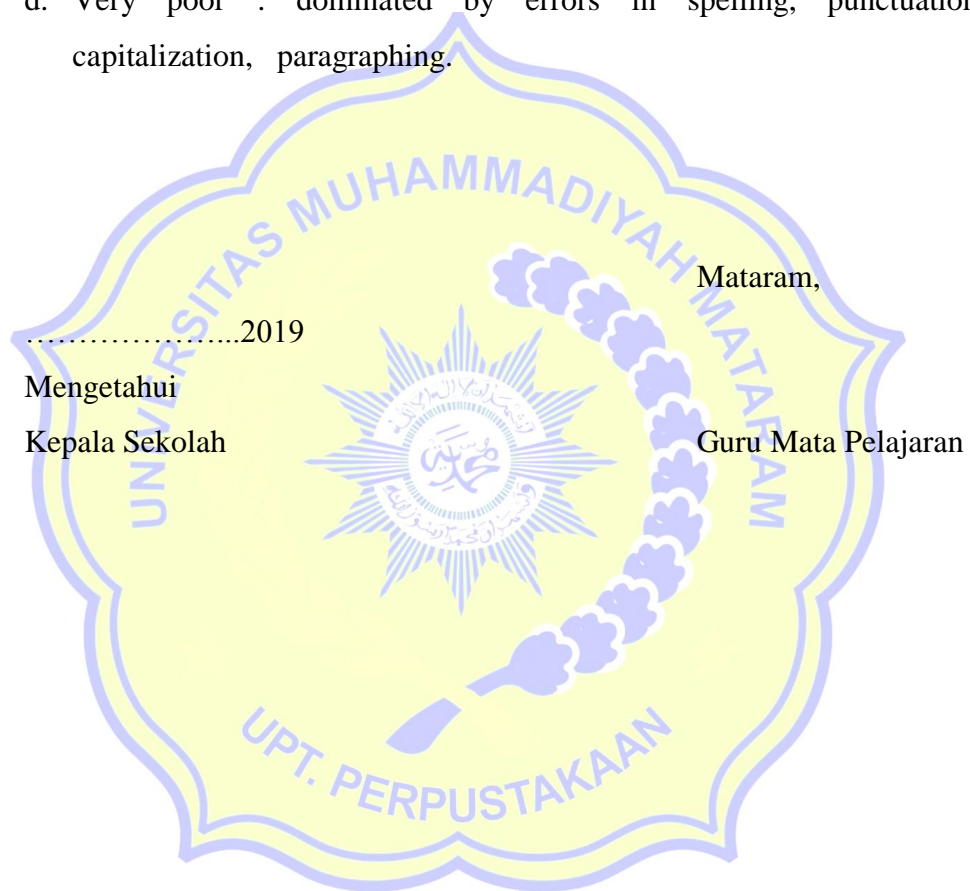 d. Very poor : dominated by errors in spelling, punctuation
capitalization, paragraphing.
UNIVERSITAS MUHAMMADIYAH MATARAM
Mataram,
…………………...2019
Mengetahui
Kepala Sekolah Guru Mata Pelajaran
محمد
UPT. PERPUSTAKAAN